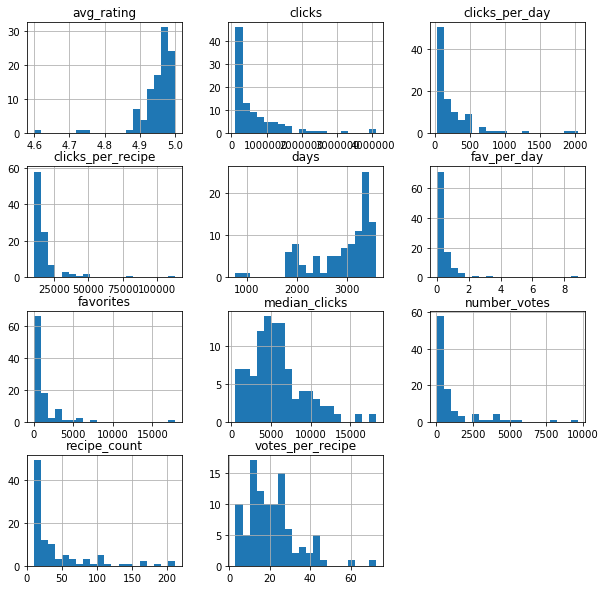 avg_rating
clicks
clicks_per_day
30
20
10
0
4.6 4.7 4.8 4.9 5.0
40
30
20
10
0
0 1000000 2000000 3000000 4000000
40
20
0
0 500 1000 1500 2000
clicks_per_recipe
days
fav_per_day
60
40
20
0
25000 50000 75000 100000
20
10
0
1000 2000 3000
60
40
20
0
0 2 4 6 8
favorites
median_clicks
number_votes
60
40
20
0
0 5000 10000 15000
10
5
0
0 5000 10000 15000
60
40
20
0
0 2500 5000 7500 10000
recipe_count
votes_per_recipe
40
20
0
0 50 100 150 200
15
10
5
0
0 20 40 60